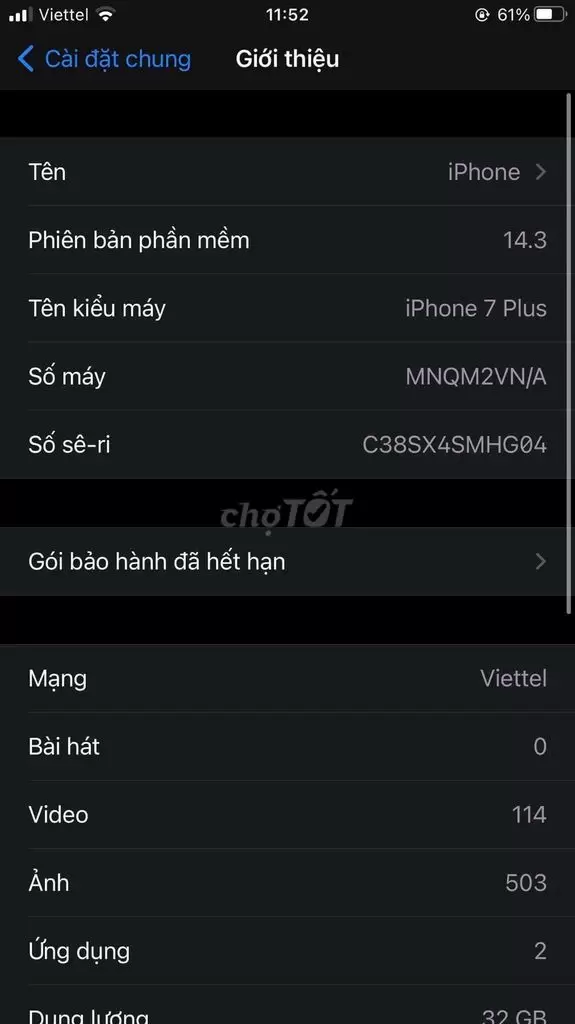 Viettel 11:52 61%
Cài đặt chung Giới thiệu
Tên iPhone
Phiên bản phần mềm 14.3
Tên kiểu máy iPhone 7 Plus
Số máy MNQM2VN/A
Số sê-ri C38SX4SMHG04
chợTỐT
Gói bảo hành đã hết hạn
Mạng Viettel
Bài hát 0
Video 114
Ảnh 503
Ứng dụng 2
Dung lượng 32 GB